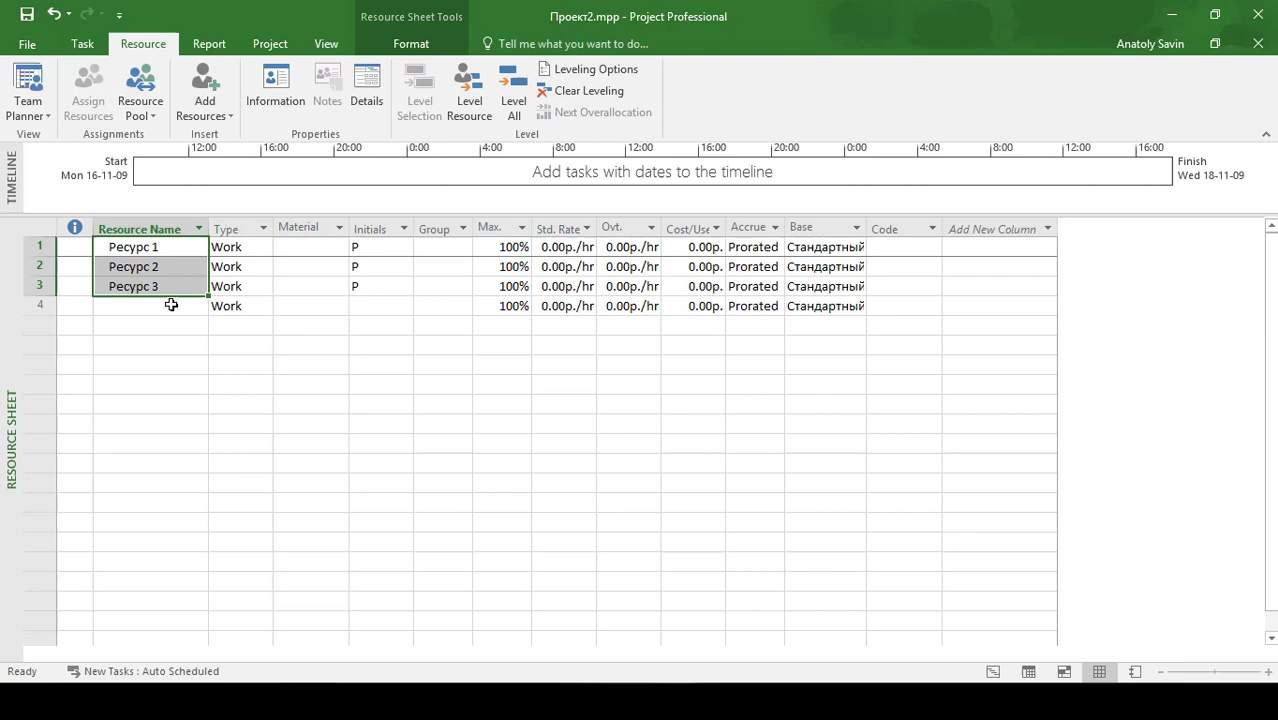 Resource Sheet Tools
Проект2.mpp - Project Professional
File Task Resource Report Project View Format Tell me what you want to do... Anatoly Savin
Team Planner
Assign Resources
Resource Pool
Add Resources
Information
Notes
Details
Level Selection
Level Resource
Level All
Leveling Options
Clear Leveling
Next Overallocation
View Assignments Insert Properties Level
TIMELINE
12:00 16:00 20:00 0:00 4:00 8:00 12:00 16:00 20:00 0:00 4:00 8:00 12:00 16:00
Start
Mon 16-11-09
Add tasks with dates to the timeline
Finish
Wed 18-11-09
Resource Name Type Material Initials Group Max. Std. Rate Ovt. Cost/Use Accrue Base Code Add New Column
1 Ресурс 1 Work Р 100% 0.00р./hr 0.00р./hr 0.00р. Prorated Стандартный
2 Ресурс 2 Work Р 100% 0.00р./hr 0.00р./hr 0.00р. Prorated Стандартный
3 Ресурс 3 Work Р 100% 0.00р./hr 0.00р./hr 0.00р. Prorated Стандартный
4 Work 100% 0.00р./hr 0.00р./hr 0.00р. Prorated Стандартный
RESOURCE SHEET
Ready New Tasks : Auto Scheduled